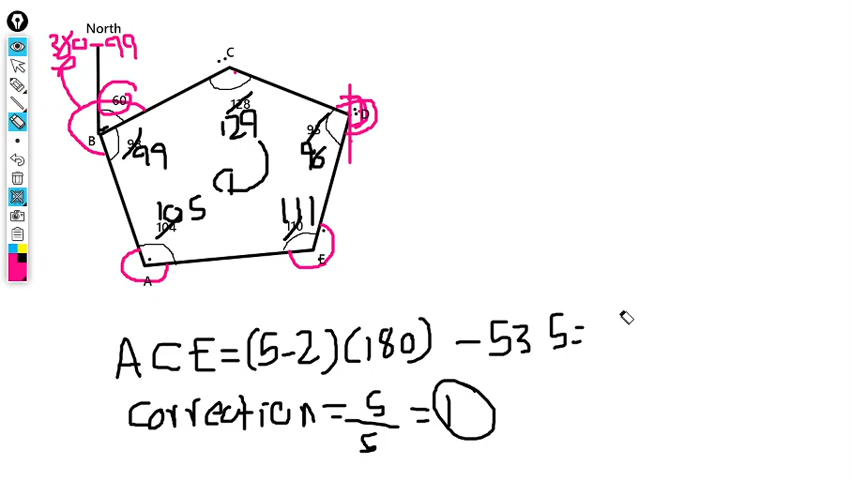 North
360-99
60
B
C
128
129
D
95
96
98
99
105
104
111
110
A
E
ACE=(5-2)(180)-535=
correction=5/5=1